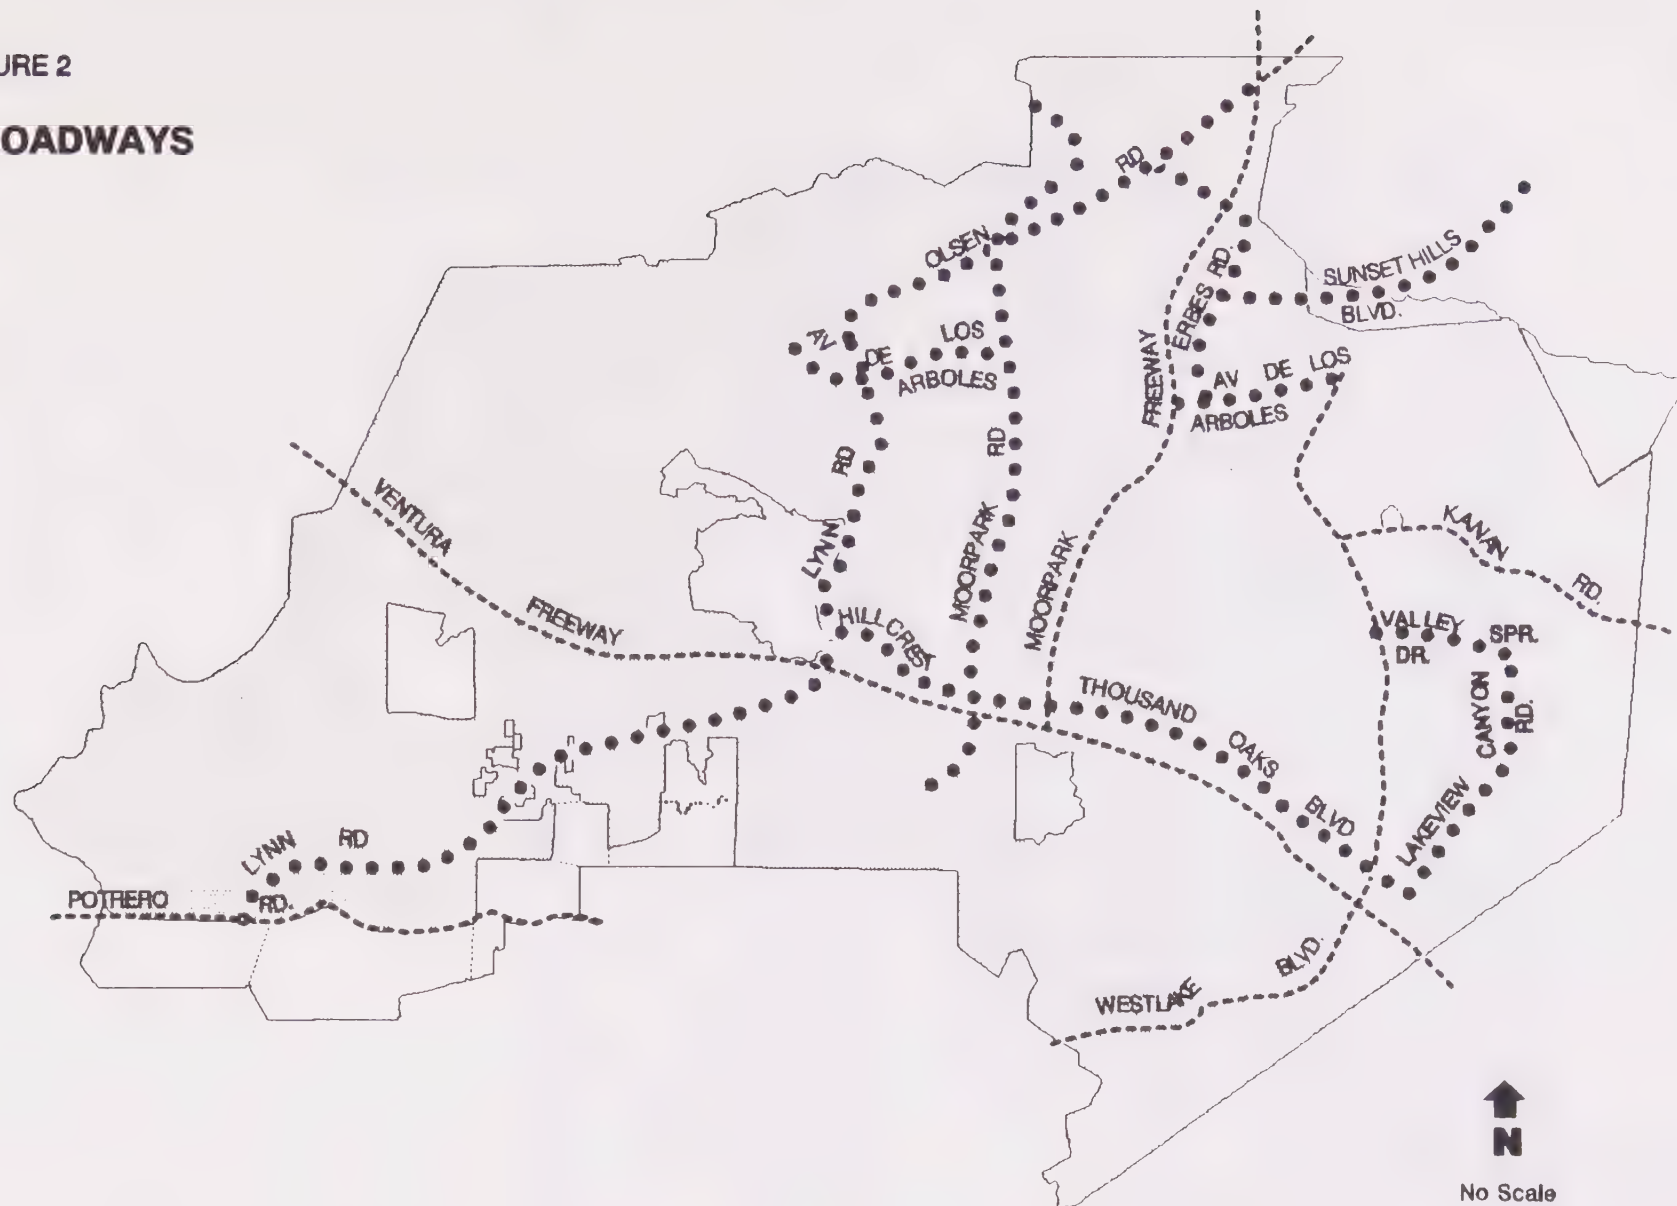 URE 2
OADWAYS
OLSEN RD
SUNSET HILLS
BLVD.
ERBES RD.
AV DE LOS
ARBOLES
AV DE LOS
ARBOLES
FREEWAY
LYNN RD
MOORPARK RD
MOORPARK
VENTURA
FREEWAY
HILLCREST
KANAN RD.
VALLEY SPR.
DR.
CANYON RD.
LAKEVIEW
THOUSAND OAKS BLVD
LYNN RD
POTRERO RD.
WESTLAKE BLVD.
N
No Scale